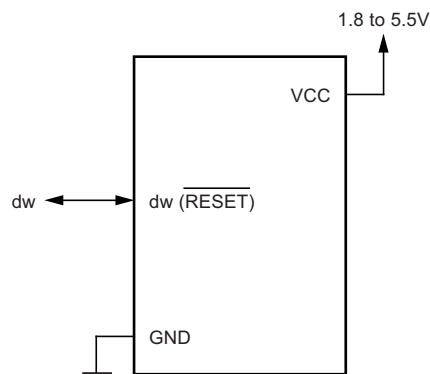 1.8 to 5.5V
VCC
dw
dw (RESET)
GND